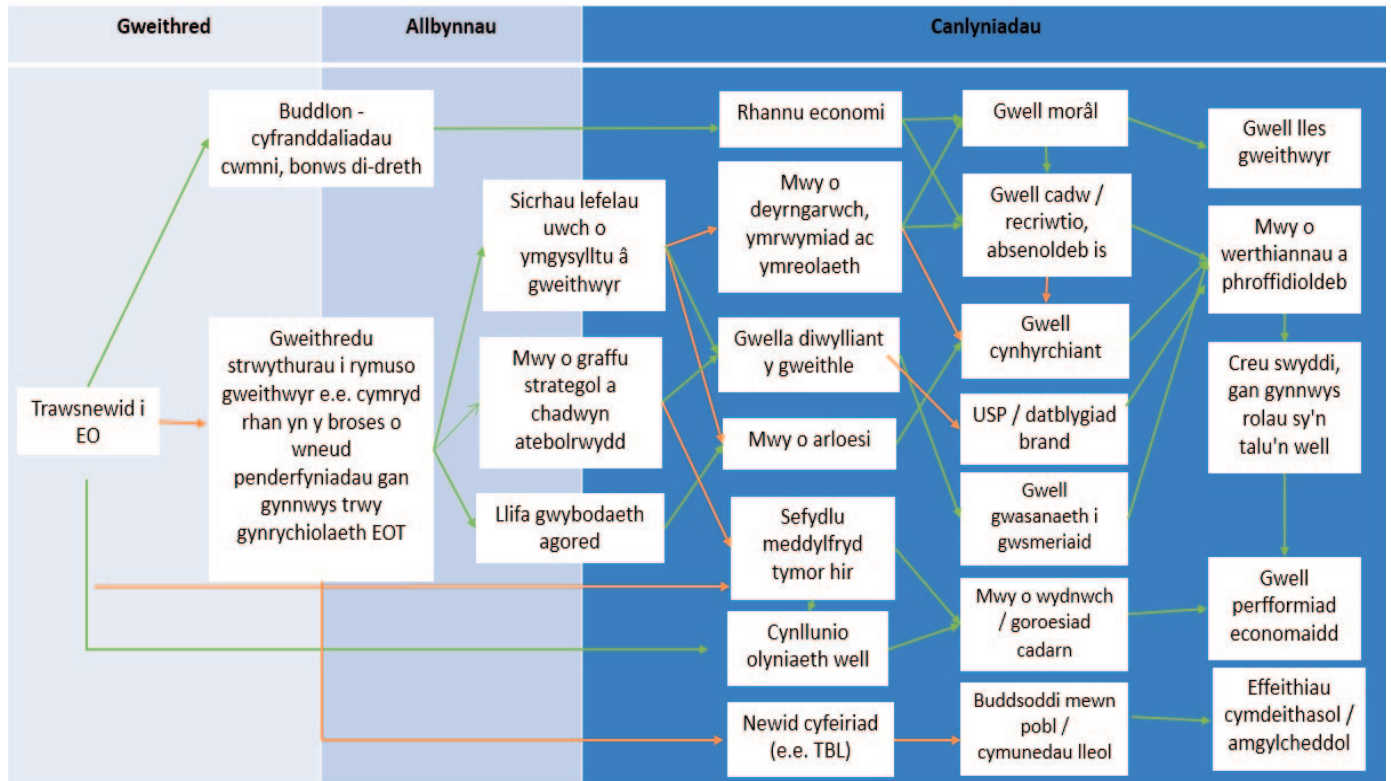 Gweithred
Allbynnau
Canlyniadau
Trawsnewid i
EO
BuddIon -
cyfranddaliadau
cwmni, bonws di-dreth
Gweithredu
strwythurau i rymuso
gweithwyr e.e. cymryd
rhan yn y broses o
wneud
penderfyniadau gan
gynnwys trwy
gynrychiolaeth EOT
Sicrhau lefelau
uwch o
ymgysylltu â
gweithwyr
Mwy o graffu
strategol a
chadwyn
atebolrwydd
Llifa gwybodaeth
agored
Rhannu economi
Mwy o
deyrngarwch,
ymrwymiad ac
ymreolaeth
Gwella diwylliant
y gweithle
Mwy o arloesi
Sefydlu
meddylfryd
tymor hir
Cynllunio
olyniaeth well
Newid cyfeiriad
(e.e. TBL)
Gwell morâl
Gwell cadw /
recriwtio,
absenoldeb is
Gwell
cynhyrchiant
USP / datblygiad
brand
Gwell
gwasanaeth i
gwsmeriaid
Mwy o wydnwch
/ goroesiad
cadarn
Buddsoddi mewn
pobl /
cymunedau lleol
Gwell lles
gweithwyr
Mwy o
werthiannau a
phroffidioldeb
Creu swyddi,
gan gynnwys
rolau sy'n
talu'n well
Gwell
perfformiad
economaidd
Effeithiau
cymdeithasol /
amgylcheddol